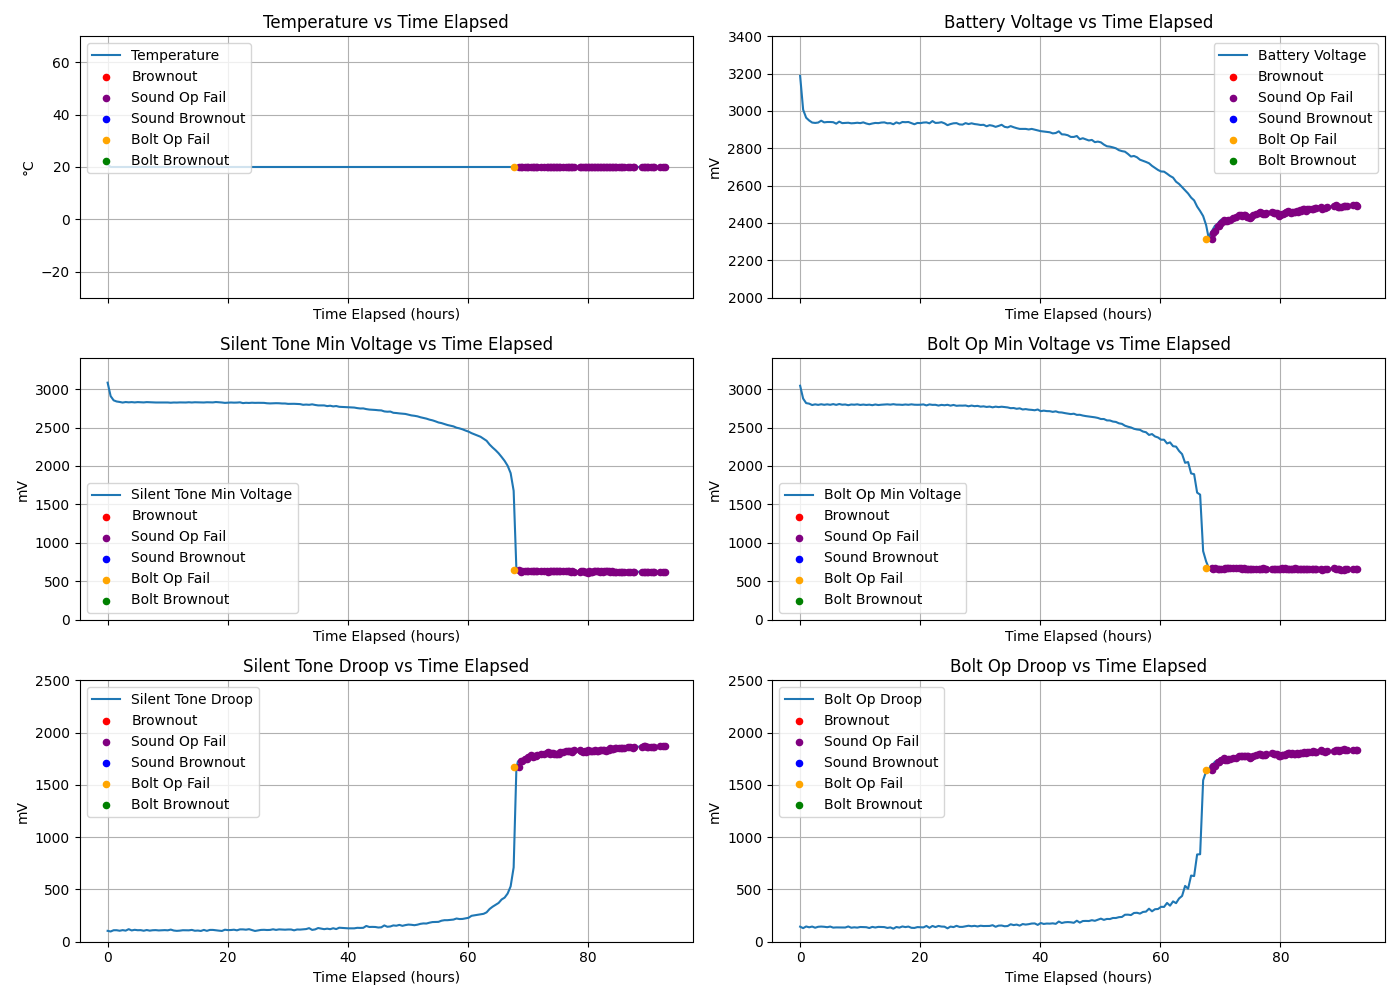 Temperature vs Time Elapsed
60
40
20
0
−20
°C
Temperature
Brownout
Sound Op Fail
Sound Brownout
Bolt Op Fail
Bolt Brownout
Time Elapsed (hours)
Battery Voltage vs Time Elapsed
3400
3200
3000
2800
2600
2400
2200
2000
mV
Battery Voltage
Brownout
Sound Op Fail
Sound Brownout
Bolt Op Fail
Bolt Brownout
Time Elapsed (hours)
Silent Tone Min Voltage vs Time Elapsed
3000
2500
2000
1500
1000
500
0
mV
Silent Tone Min Voltage
Brownout
Sound Op Fail
Sound Brownout
Bolt Op Fail
Bolt Brownout
Time Elapsed (hours)
Bolt Op Min Voltage vs Time Elapsed
3000
2500
2000
1500
1000
500
0
mV
Bolt Op Min Voltage
Brownout
Sound Op Fail
Sound Brownout
Bolt Op Fail
Bolt Brownout
Time Elapsed (hours)
Silent Tone Droop vs Time Elapsed
2500
2000
1500
1000
500
0
mV
Silent Tone Droop
Brownout
Sound Op Fail
Sound Brownout
Bolt Op Fail
Bolt Brownout
0 20 40 60 80
Time Elapsed (hours)
Bolt Op Droop vs Time Elapsed
2500
2000
1500
1000
500
0
mV
Bolt Op Droop
Brownout
Sound Op Fail
Sound Brownout
Bolt Op Fail
Bolt Brownout
0 20 40 60 80
Time Elapsed (hours)